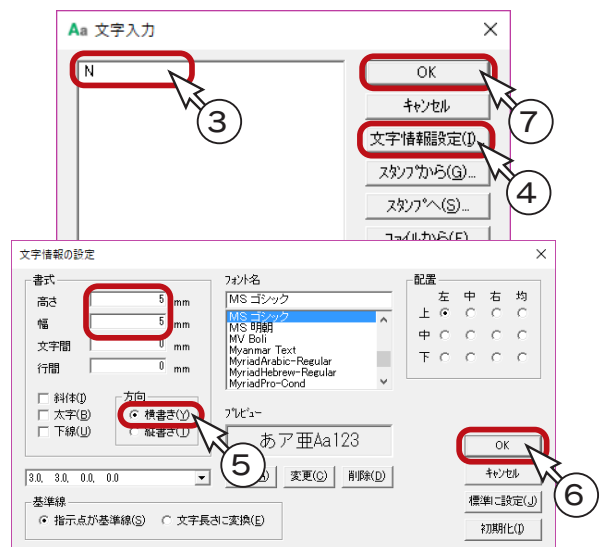 Aa 文字入力
N
③
OK
⑦
キャンセル
文字情報設定(I)...
④
スタンプから(G)...
スタンプへ(S)...
ファイルから(F)
文字情報の設定
書式
高さ 5 mm
幅 5 mm
文字間 0 mm
行間 0 mm
斜体(I)
太字(B)
下線(U)
方向
横書き(Y)
縦書き(T)
⑤
フォント名
MS ゴシック
MS ゴシック
MS 明朝
MV Boli
Myanmar Text
MyriadArabic-Regular
MyriadHebrew-Regular
MyriadPro-Cond
プレビュー
あア亜Aa123
配置
左 中 右 均
上
中
下
3.0, 3.0, 0.0, 0.0
変更(C)
削除(D)
基準線
指示点が基準線(S)
文字長さに変換(E)
OK
⑥
キャンセル
標準に設定(J)
初期化(I)